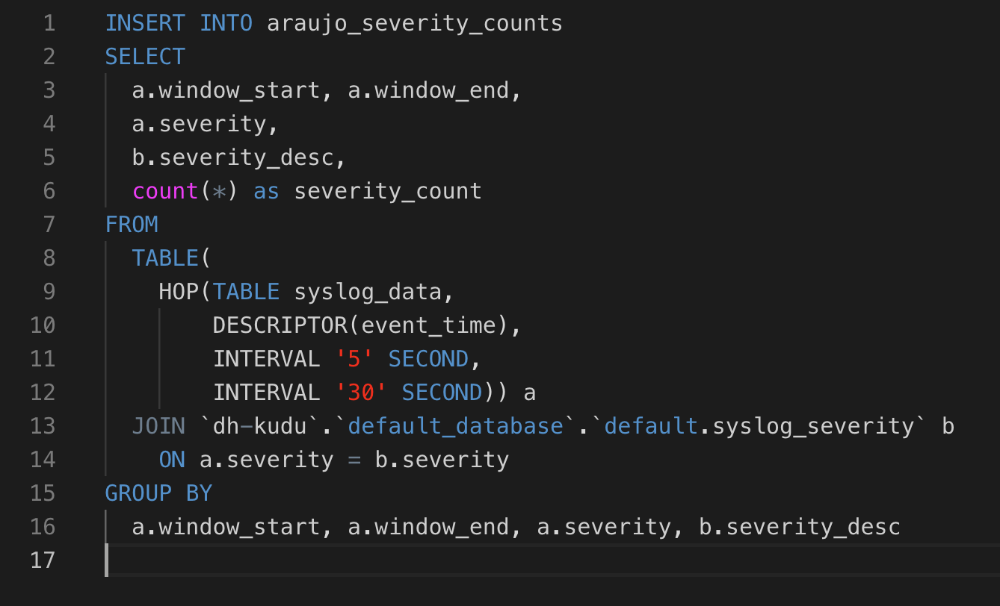 1 INSERT INTO araujo_severity_counts
2 SELECT
3 a.window_start, a.window_end,
4 a.severity,
5 b.severity_desc,
6 count(*) as severity_count
7 FROM
8 TABLE(
9 HOP(TABLE syslog_data,
10 DESCRIPTOR(event_time),
11 INTERVAL '5' SECOND,
12 INTERVAL '30' SECOND)) a
13 JOIN `dh-kudu`.`default_database`.`default.syslog_severity` b
14 ON a.severity = b.severity
15 GROUP BY
16 a.window_start, a.window_end, a.severity, b.severity_desc
17